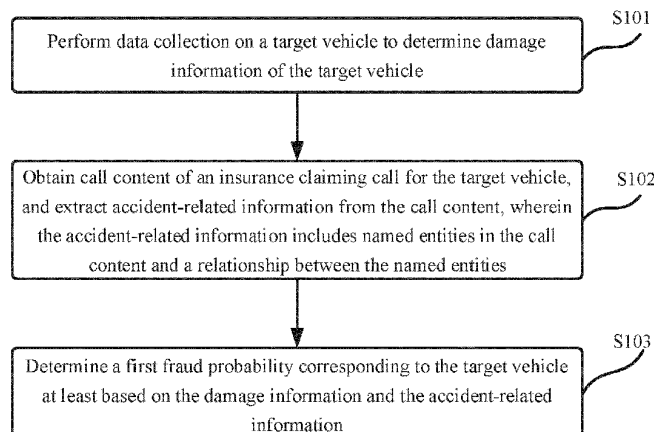 S101
Perform data collection on a target vehicle to determine damage
information of the target vehicle
Obtain call content of an insurance claiming call for the target vehicle,
and extract accident-related information from the call content, wherein
the accident-related information includes named entities in the call
content and a relationship between the named entities
S102
S103
Determine a first fraud probability corresponding to the target vehicle
at least based on the damage information and the accident-related
information